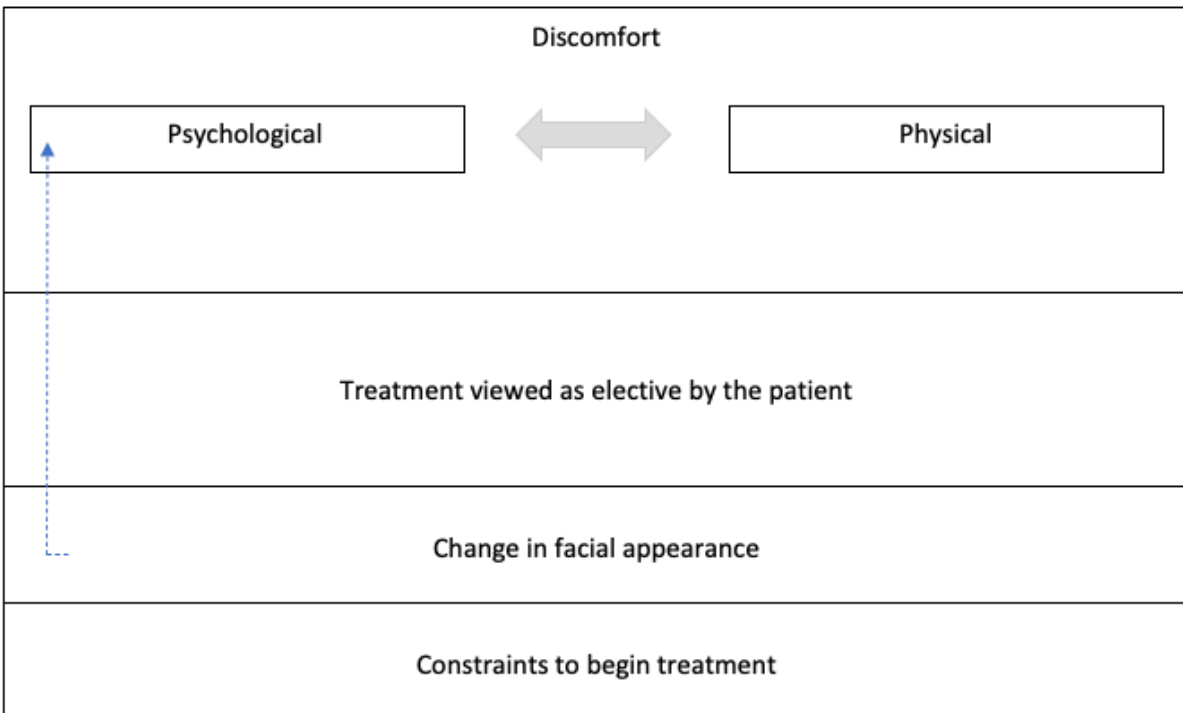 Discomfort
Psychological
Physical
Treatment viewed as elective by the patient
Change in facial appearance
Constraints to begin treatment